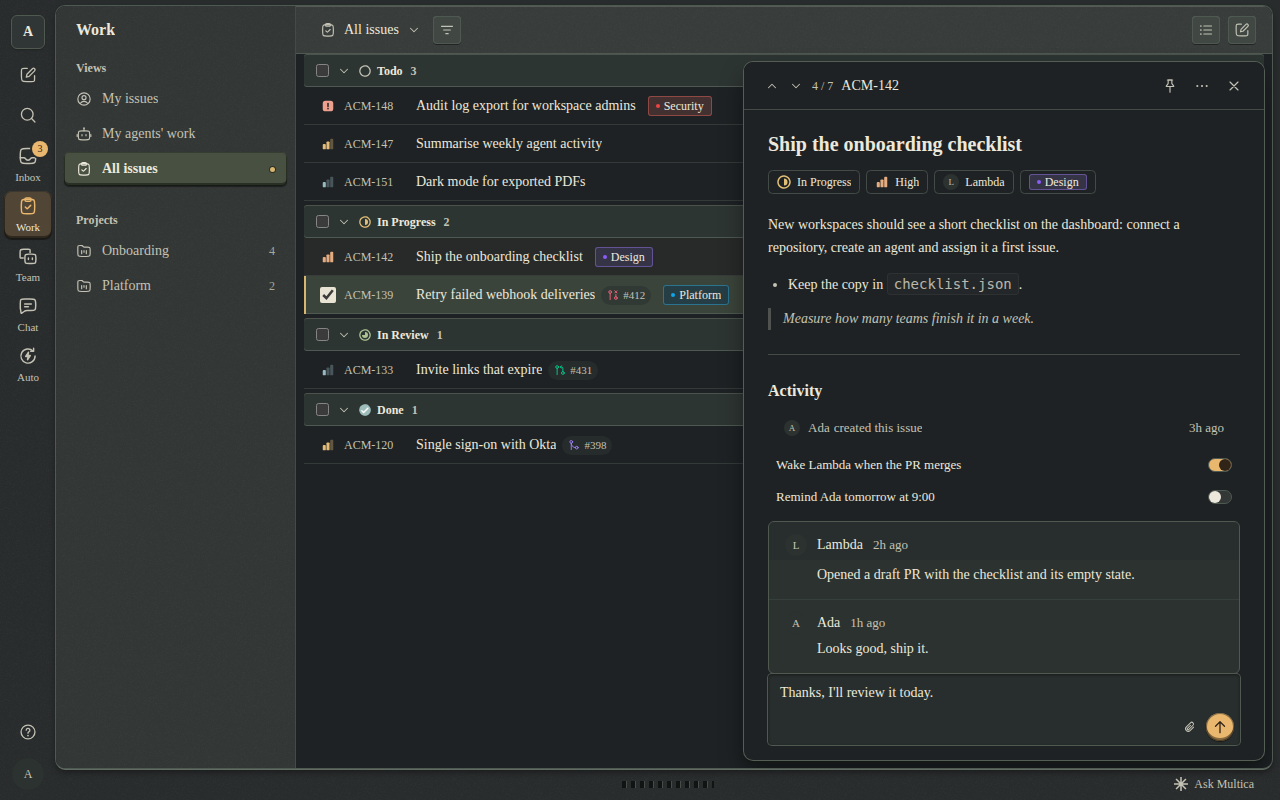 A
Work
All issues
Views
My issues
My agents' work
All issues
Projects
Onboarding 4
Platform 2
3
Inbox
Work
Team
Chat
Auto
A
Todo 3
ACM-148 Audit log export for workspace admins Security
ACM-147 Summarise weekly agent activity
ACM-151 Dark mode for exported PDFs
In Progress 2
ACM-142 Ship the onboarding checklist Design
ACM-139 Retry failed webhook deliveries #412 Platform
In Review 1
ACM-133 Invite links that expire #431
Done 1
ACM-120 Single sign-on with Okta #398
4 / 7 ACM-142
Ship the onboarding checklist
In Progress High L Lambda Design
New workspaces should see a short checklist on the dashboard: connect a
repository, create an agent and assign it a first issue.
Keep the copy in checklist.json.
Measure how many teams finish it in a week.
Activity
A Ada created this issue 3h ago
Wake Lambda when the PR merges
Remind Ada tomorrow at 9:00
L Lambda 2h ago
Opened a draft PR with the checklist and its empty state.
A Ada 1h ago
Looks good, ship it.
Thanks, I'll review it today.
Ask Multica